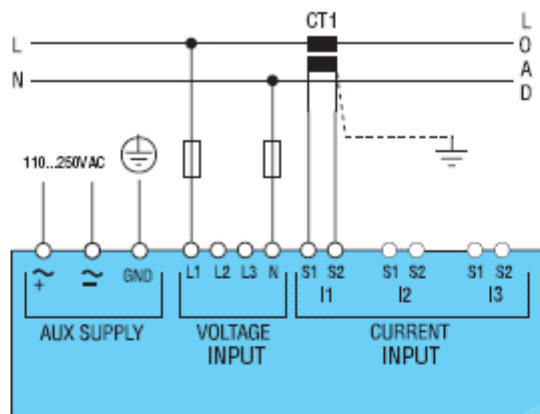 CT1
L
L
O
A
D
N
110...250VAC
~ ~ GND L1 L2 L3 N S1 S2 S1 S2 S1 S2
+ − I1 I2 I3
AUX SUPPLY VOLTAGE INPUT CURRENT INPUT